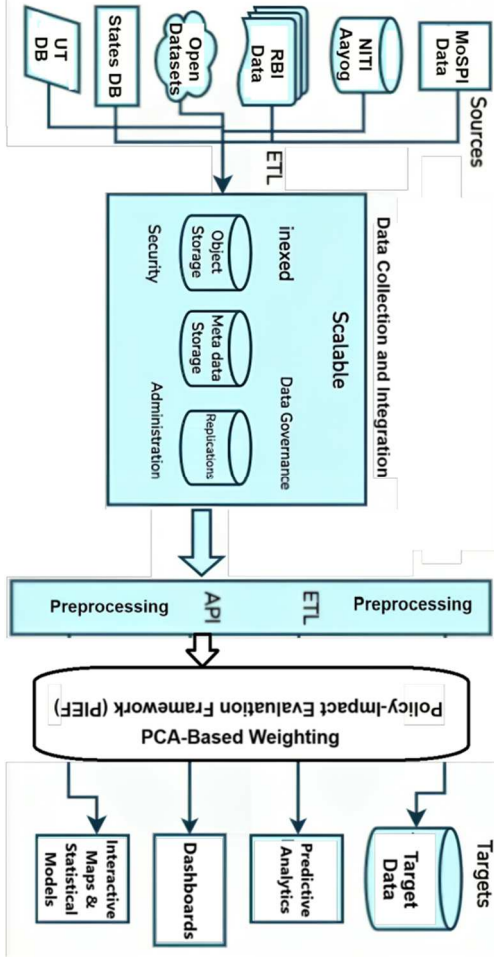 Sources
MoSPI
Data
NITI
Aayog
RBI
Data
Open
Datasets
States DB
UT
DB
ETL
Data Collection and Integration
Scalable
inexed
Data Governance
Object
Storage
Meta data
Storage
Replications
Security
Administration
Preprocessing
API
ETL
Preprocessing
Policy-Impact-Evaluation Framework (PIEF)
PCA-Based Weighting
Targets
Target
Data
Predictive
Analytics
Dashboards
Interactive
Maps &
Statistical
Models